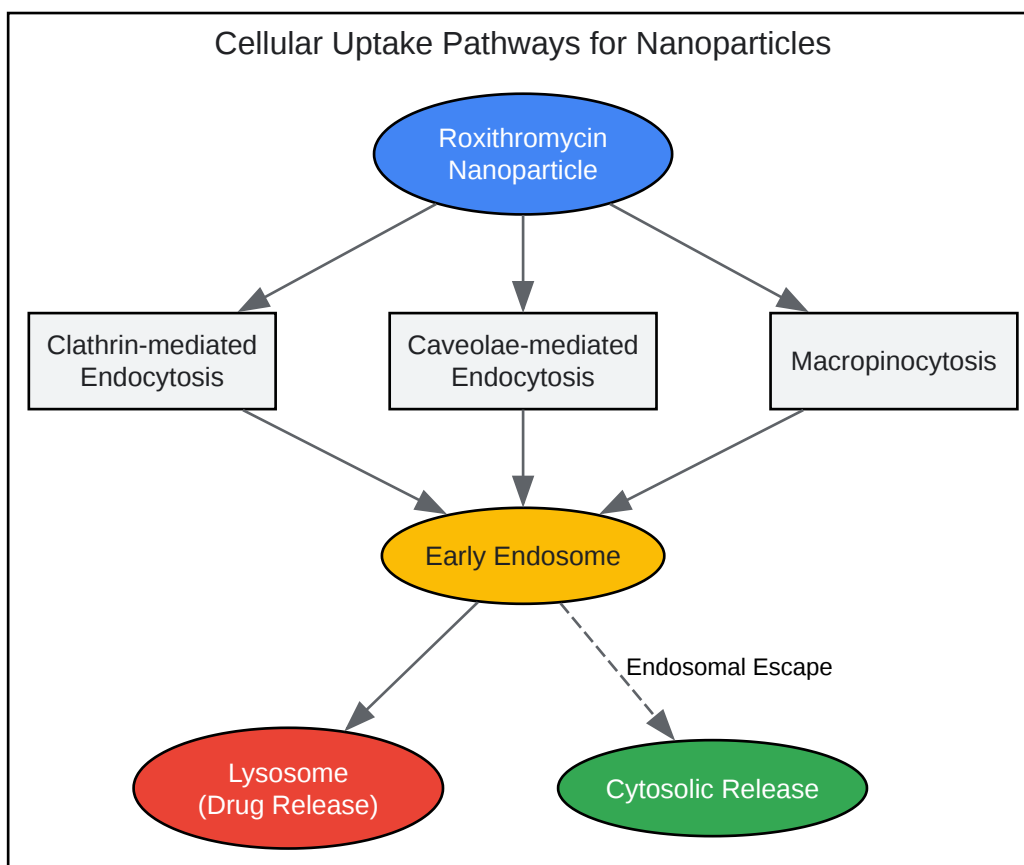 Cellular Uptake Pathways for Nanoparticles
Roxithromycin
Nanoparticle
Clathrin-mediated
Endocytosis
Caveolae-mediated
Endocytosis
Macropinocytosis
Early Endosome
Endosomal Escape
Lysosome
(Drug Release)
Cytosolic Release